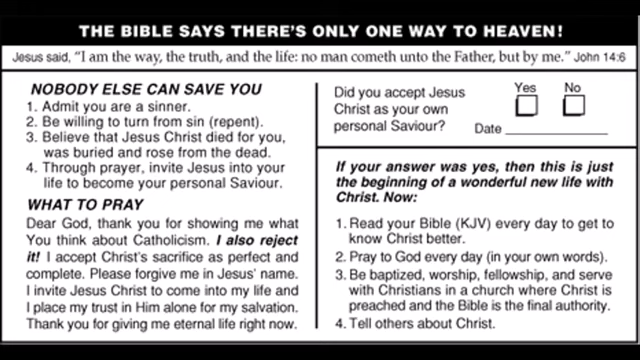 THE BIBLE SAYS THERE'S ONLY ONE WAY TO HEAVEN!
Jesus said, "I am the way, the truth, and the life: no man cometh unto the Father, but by me." John 14:6
NOBODY ELSE CAN SAVE YOU
1. Admit you are a sinner.
2. Be willing to turn from sin (repent).
3. Believe that Jesus Christ died for you,
was buried and rose from the dead.
4. Through prayer, invite Jesus into your
life to become your personal Saviour.
WHAT TO PRAY
Dear God, thank you for showing me what
You think about Catholicism. I also reject
it! I accept Christ's sacrifice as perfect and
complete. Please forgive me in Jesus' name.
I invite Jesus Christ to come into my life and
I place my trust in Him alone for my salvation.
Thank you for giving me eternal life right now.
Did you accept Jesus
Christ as your own
personal Saviour?
Yes No
Date
If your answer was yes, then this is just
the beginning of a wonderful new life with
Christ. Now:
1. Read your Bible (KJV) every day to get to
know Christ better.
2. Pray to God every day (in your own words).
3. Be baptized, worship, fellowship, and serve
with Christians in a church where Christ is
preached and the Bible is the final authority.
4. Tell others about Christ.